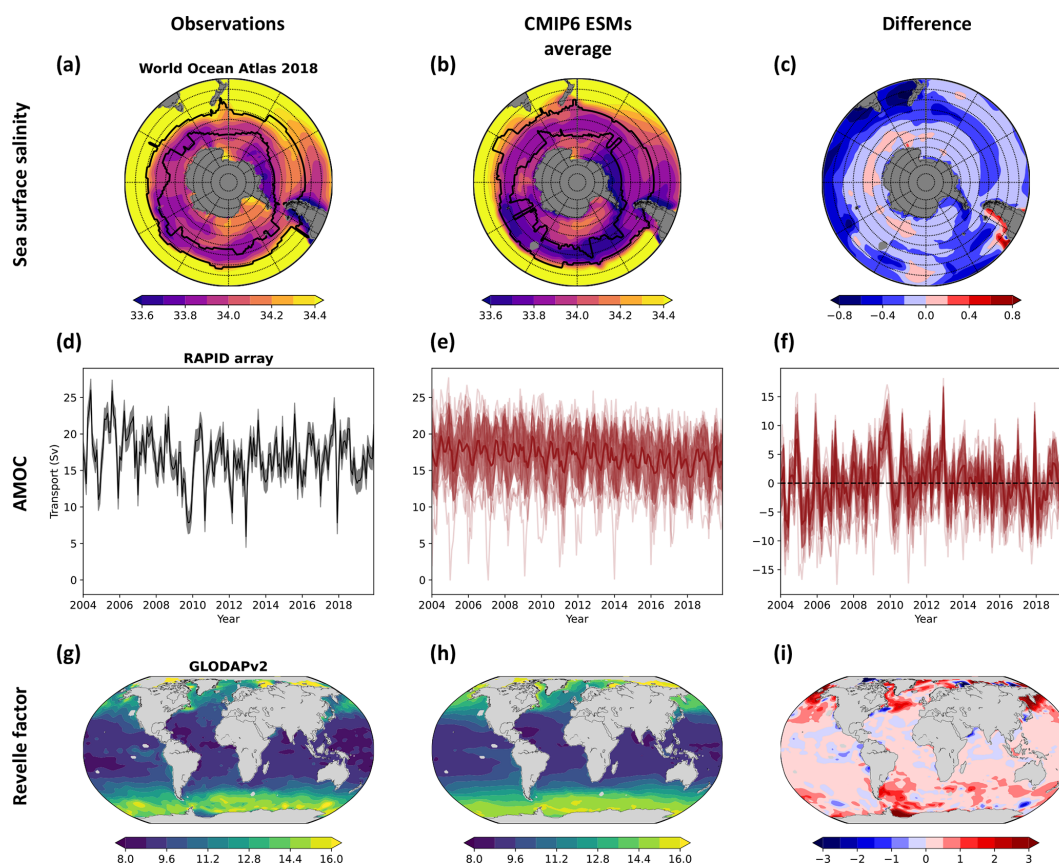 Observations
CMIP6 ESMs
average
Difference
(a)
World Ocean Atlas 2018
(b)
(c)
Sea surface salinity
33.6 33.8 34.0 34.2 34.4
33.6 33.8 34.0 34.2 34.4
−0.8 −0.4 0.0 0.4 0.8
(d)
RAPID array
(e)
(f)
AMOC
Transport (Sv)
25
20
15
10
5
0
2004 2006 2008 2010 2012 2014 2016 2018
Year
25
20
15
10
5
0
2004 2006 2008 2010 2012 2014 2016 2018
Year
15
10
5
0
−5
−10
−15
2004 2006 2008 2010 2012 2014 2016 2018
Year
(g)
GLODAPv2
(h)
(i)
Revelle factor
8.0 9.6 11.2 12.8 14.4 16.0
8.0 9.6 11.2 12.8 14.4 16.0
−3 −2 −1 0 1 2 3